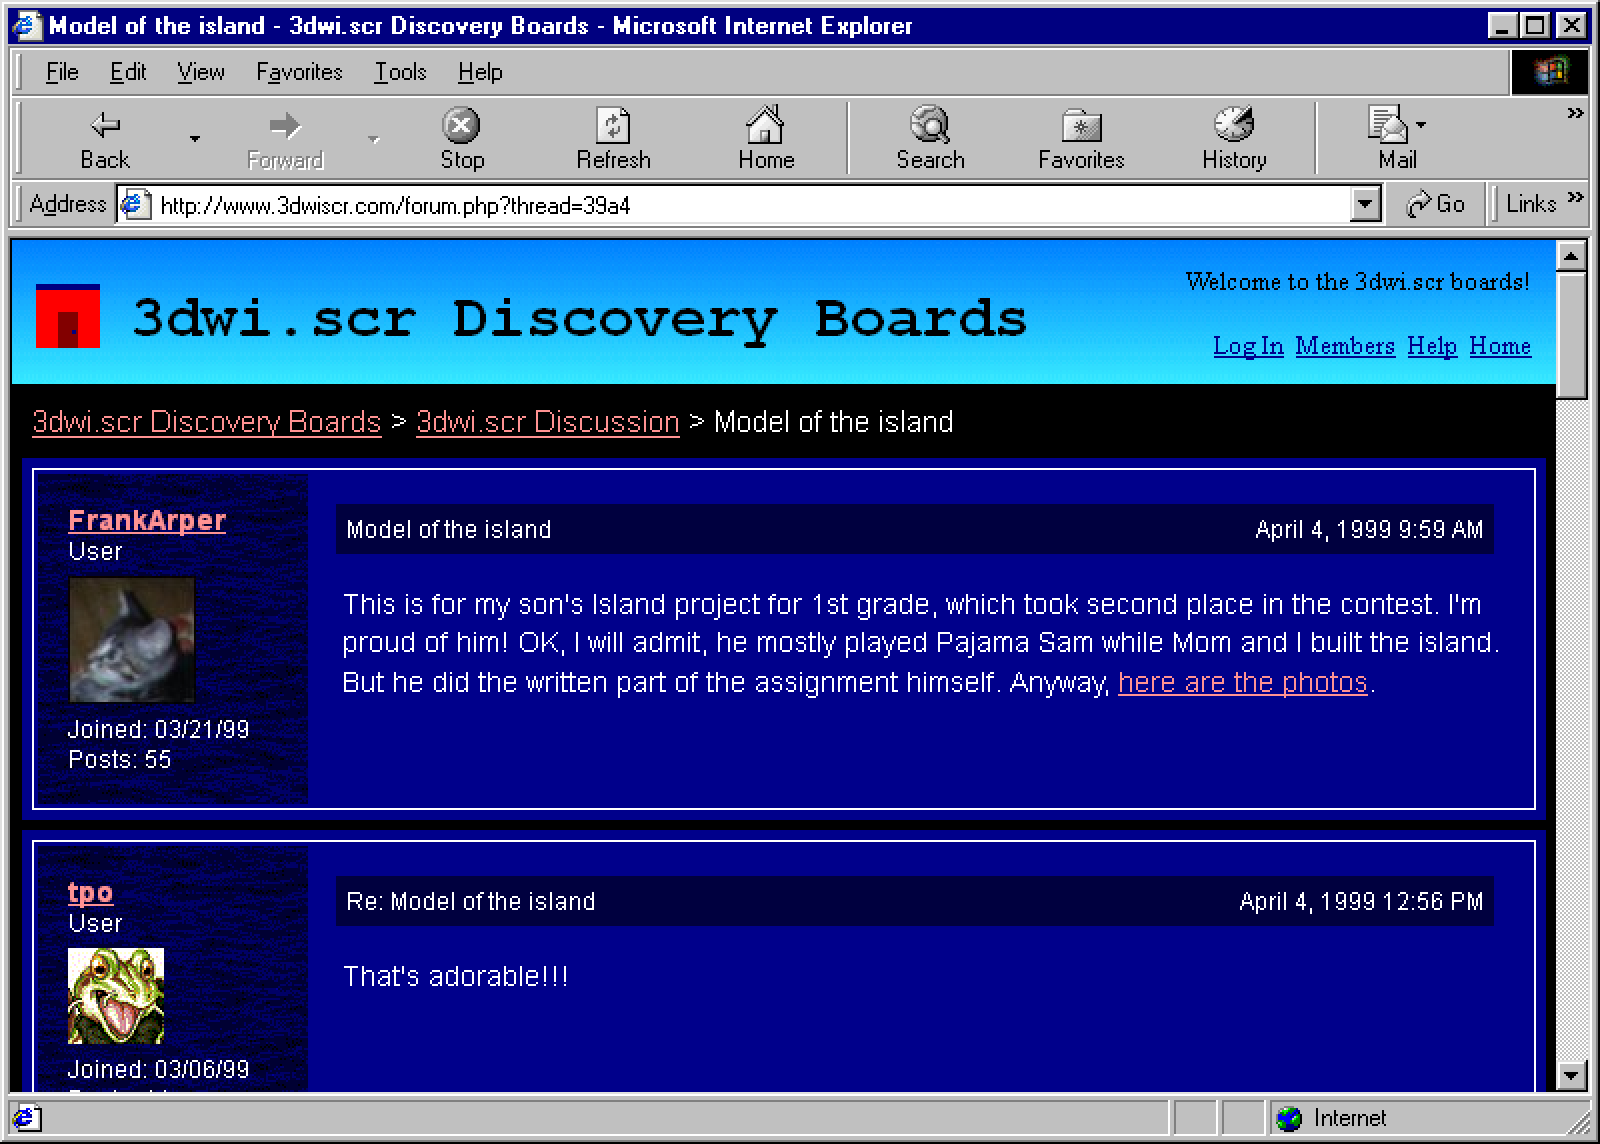 Model of the island - 3dwi.scr Discovery Boards - Microsoft Internet Explorer
File Edit View Favorites Tools Help
Back Forward Stop Refresh Home Search Favorites History Mail »
Address http://www.3dwiscr.com/forum.php?thread=39a4 Go Links »
3dwi.scr Discovery Boards
Welcome to the 3dwi.scr boards!
Log In Members Help Home
3dwi.scr Discovery Boards > 3dwi.scr Discussion > Model of the island
FrankArper
User
Joined: 03/21/99
Posts: 55
Model of the island April 4, 1999 9:59 AM
This is for my son's Island project for 1st grade, which took second place in the contest. I'm
proud of him! OK, I will admit, he mostly played Pajama Sam while Mom and I built the island.
But he did the written part of the assignment himself. Anyway, here are the photos.
tpo
User
Joined: 03/06/99
Re: Model of the island April 4, 1999 12:56 PM
That's adorable!!!
Internet